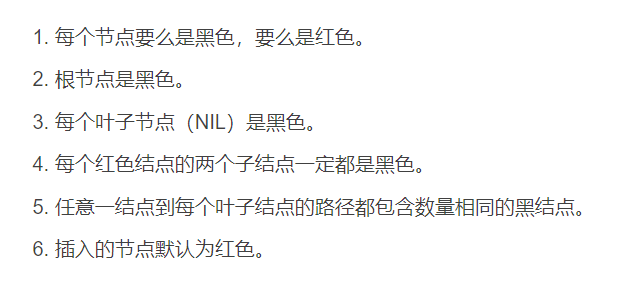 1. 每个节点要么是黑色，要么是红色。
2. 根节点是黑色。
3. 每个叶子节点（NIL）是黑色。
4. 每个红色结点的两个子结点一定都是黑色。
5. 任意一结点到每个叶子结点的路径都包含数量相同的黑结点。
6. 插入的节点默认为红色。